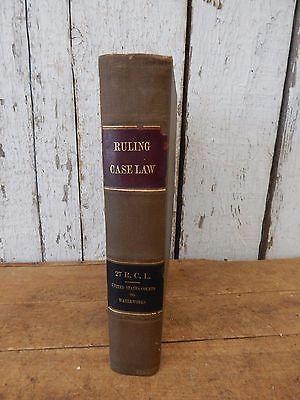 RULING
CASE LAW
27 R. C. L.
UNITED STATES COURTS
TO
WATERWORKS